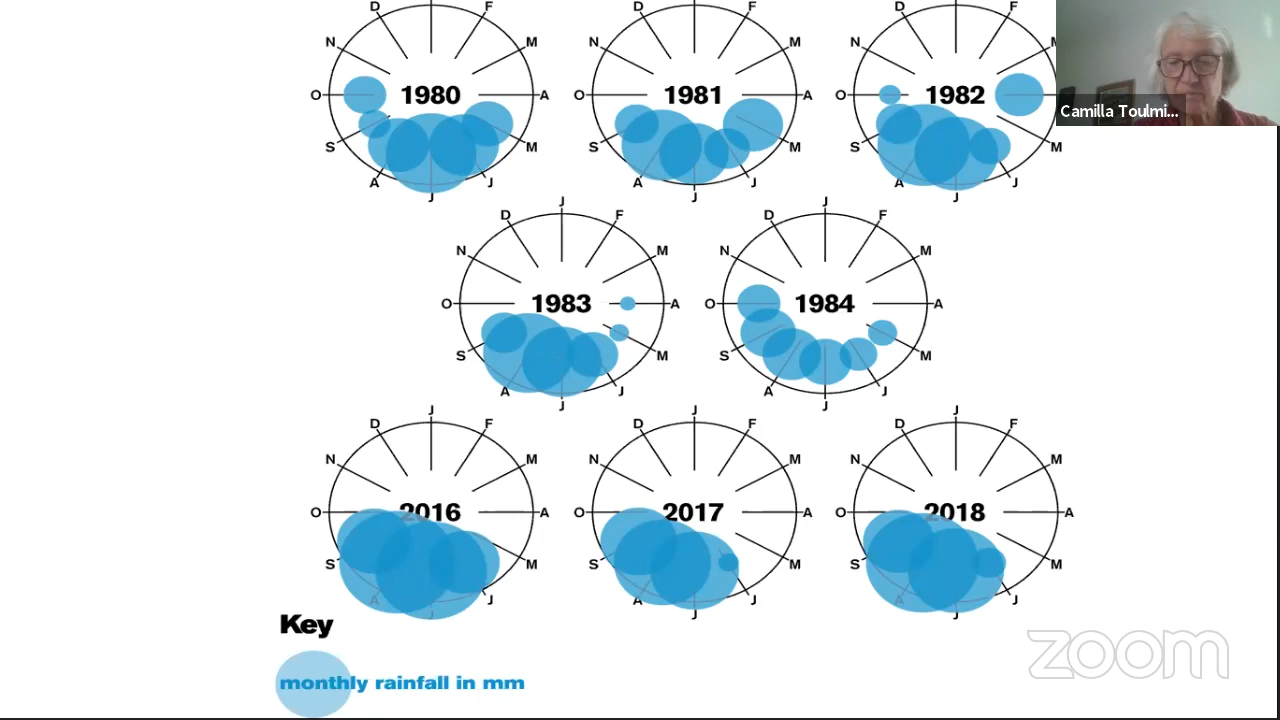 D F D F D F
N M N M N M
O 1980 A O 1981 A O 1982
Camilla Toulmi...
S M S M S M
A J A J A J
J J J
J J
D F D F
N M N M
O 1983 A O 1984 A
S M S M
A J A J
J J
J J J
D F D F D F
N M N M N M
O 2016 A O 2017 A O 2018 A
S M S M S M
A J A J A J
J J J
Key
monthly rainfall in mm
zoom